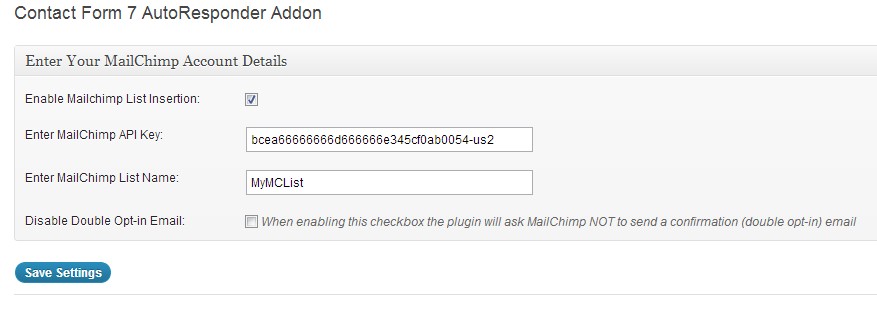 Contact Form 7 AutoResponder Addon
Enter Your MailChimp Account Details
Enable Mailchimp List Insertion:
Enter MailChimp API Key: bcea66666666d666666e345cf0ab0054-us2
Enter MailChimp List Name: MyMCList
Disable Double Opt-in Email: When enabling this checkbox the plugin will ask MailChimp NOT to send a confirmation (double opt-in) email
Save Settings